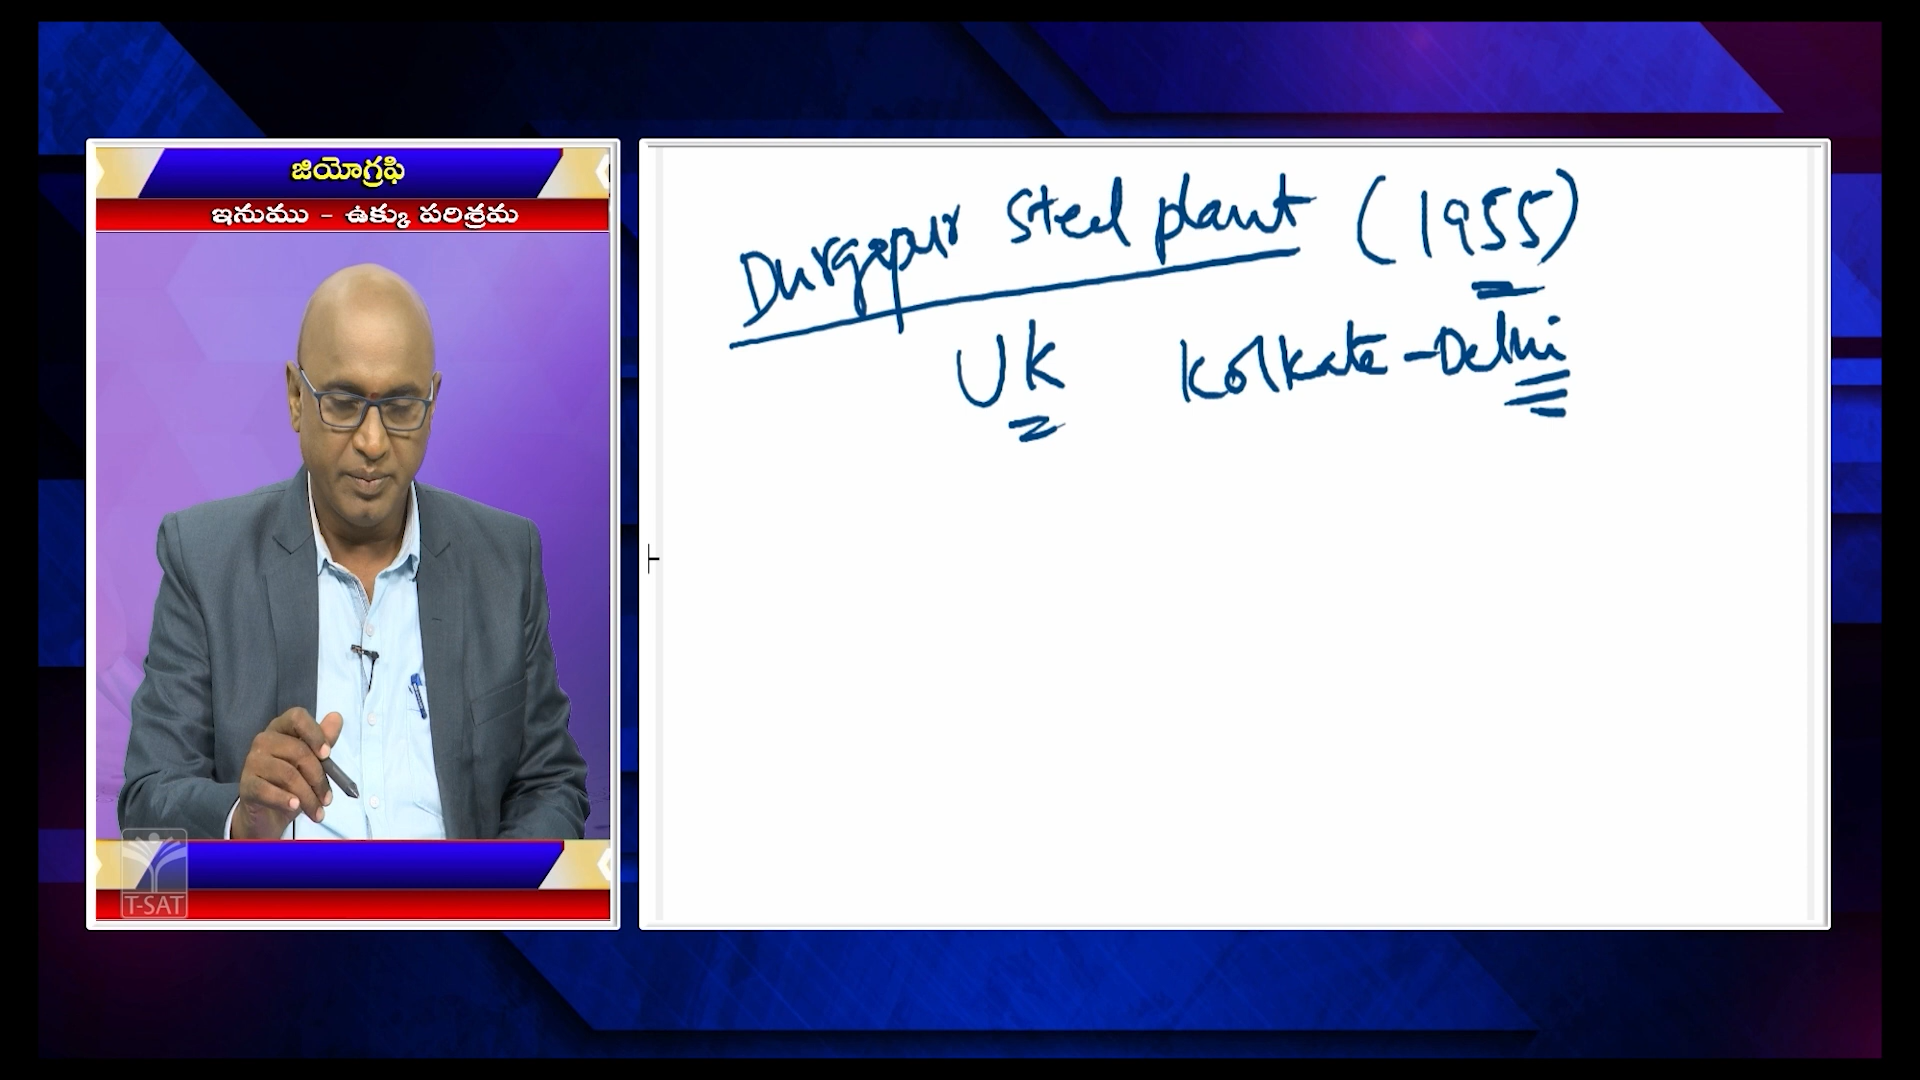 జియోగ్రఫి
ఇనుము - ఉక్కు పరిశ్రమ
Durgapur Steel plant (1955)
UK Kolkata-Delhi
T-SAT